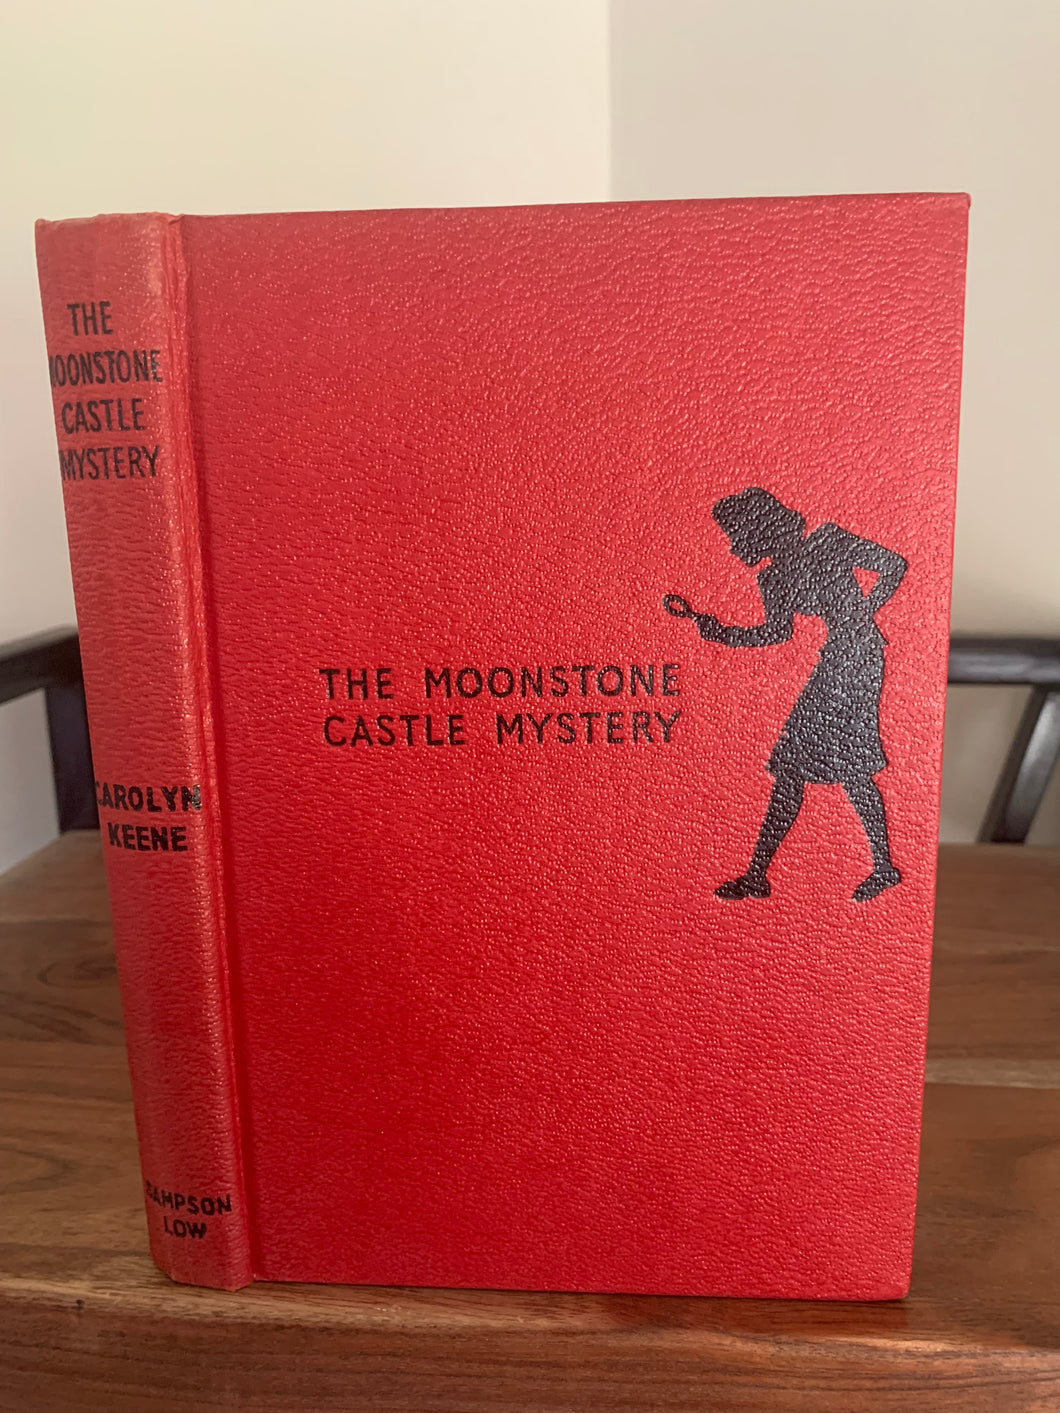 THE
MOONSTONE
CASTLE
MYSTERY
CAROLYN
KEENE
SAMPSON
LOW
THE MOONSTONE
CASTLE MYSTERY